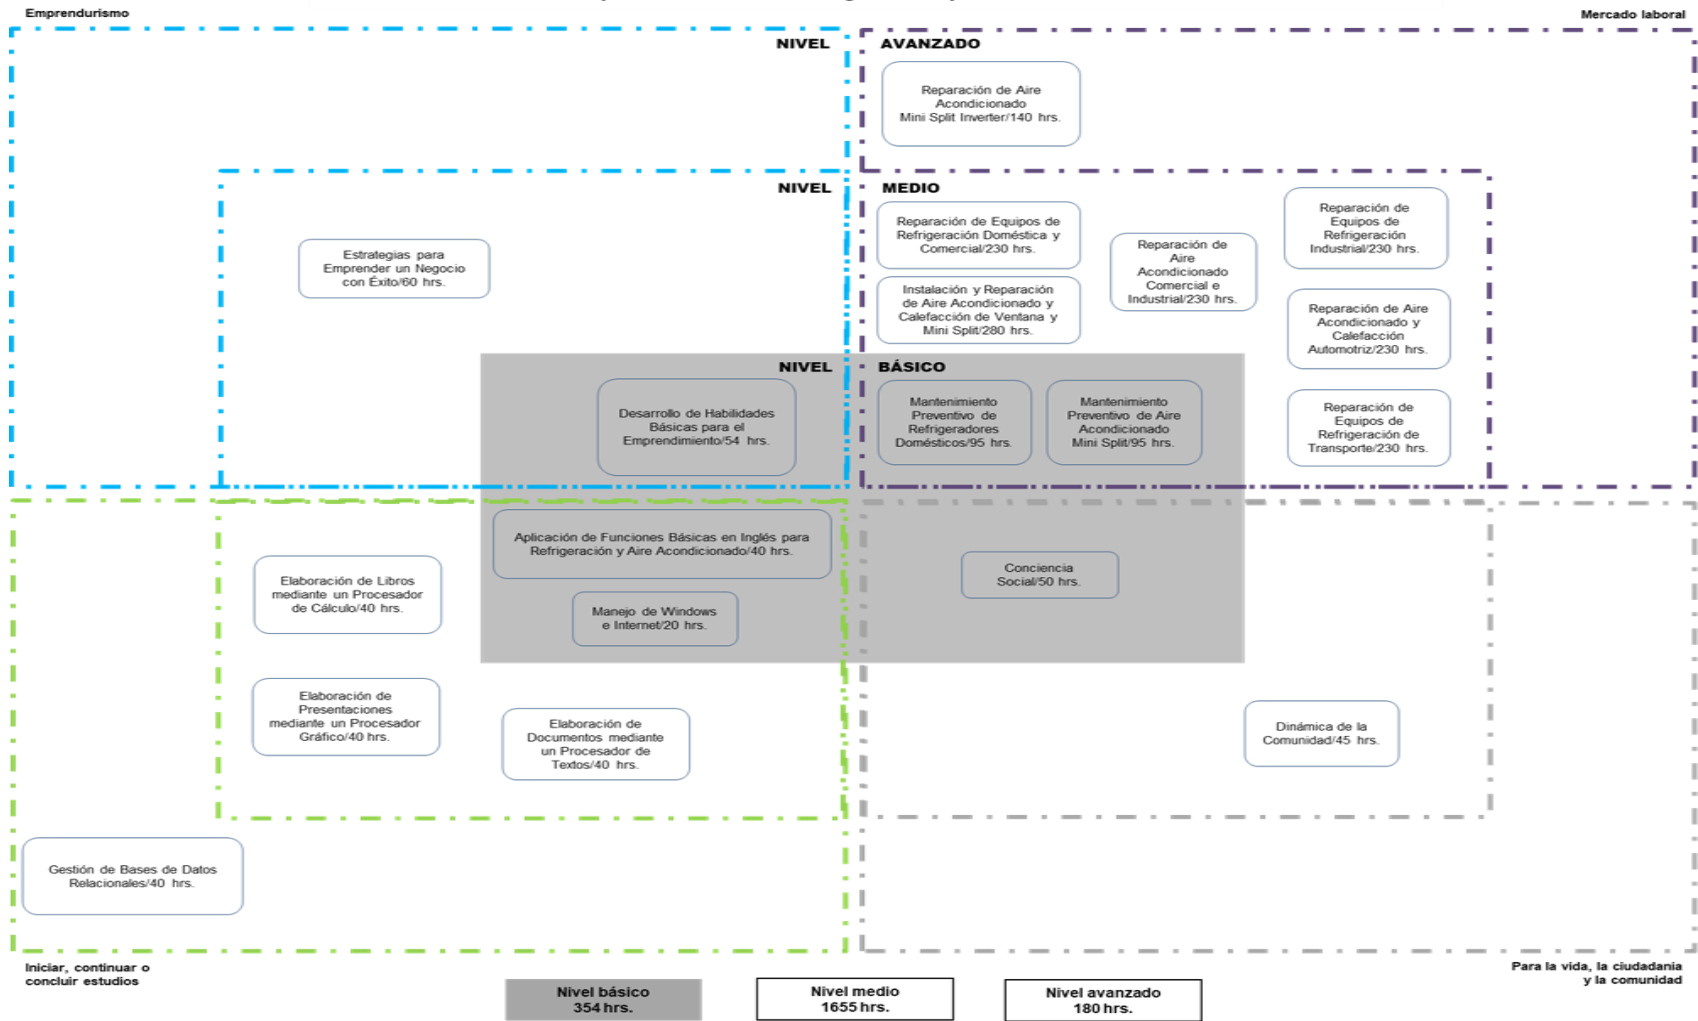 Emprendurismo
Mercado laboral
NIVEL
AVANZADO
Reparación de Aire
Acondicionado
Mini Split Inverter/140 hrs.
NIVEL
MEDIO
Estrategias para
Emprender un Negocio
con Éxito/60 hrs.
Reparación de Equipos de
Refrigeración Doméstica y
Comercial/230 hrs.
Instalación y Reparación
de Aire Acondicionado y
Calefacción de Ventana y
Mini Split/280 hrs.
Reparación de
Aire
Acondicionado
Comercial e
Industrial/230 hrs.
Reparación de
Equipos de
Refrigeración
Industrial/230 hrs.
Reparación de Aire
Acondicionado y
Calefacción
Automotriz/230 hrs.
Reparación de
Equipos de
Refrigeración de
Transporte/230 hrs.
NIVEL
BÁSICO
Desarrollo de Habilidades
Básicas para el
Emprendimiento/54 hrs.
Mantenimiento
Preventivo de
Refrigeradores
Domésticos/95 hrs.
Mantenimiento
Preventivo de Aire
Acondicionado
Mini Split/95 hrs.
Aplicación de Funciones Básicas en Inglés para
Refrigeración y Aire Acondicionado/40 hrs.
Manejo de Windows
e Internet/20 hrs.
Conciencia
Social/50 hrs.
Elaboración de Libros
mediante un Procesador
de Cálculo/40 hrs.
Elaboración de
Presentaciones
mediante un Procesador
Gráfico/40 hrs.
Elaboración de
Documentos mediante
un Procesador de
Textos/40 hrs.
Dinámica de la
Comunidad/45 hrs.
Gestión de Bases de Datos
Relacionales/40 hrs.
Iniciar, continuar o
concluir estudios
Para la vida, la ciudadania
y la comunidad
Nivel básico
354 hrs.
Nivel medio
1655 hrs.
Nivel avanzado
180 hrs.